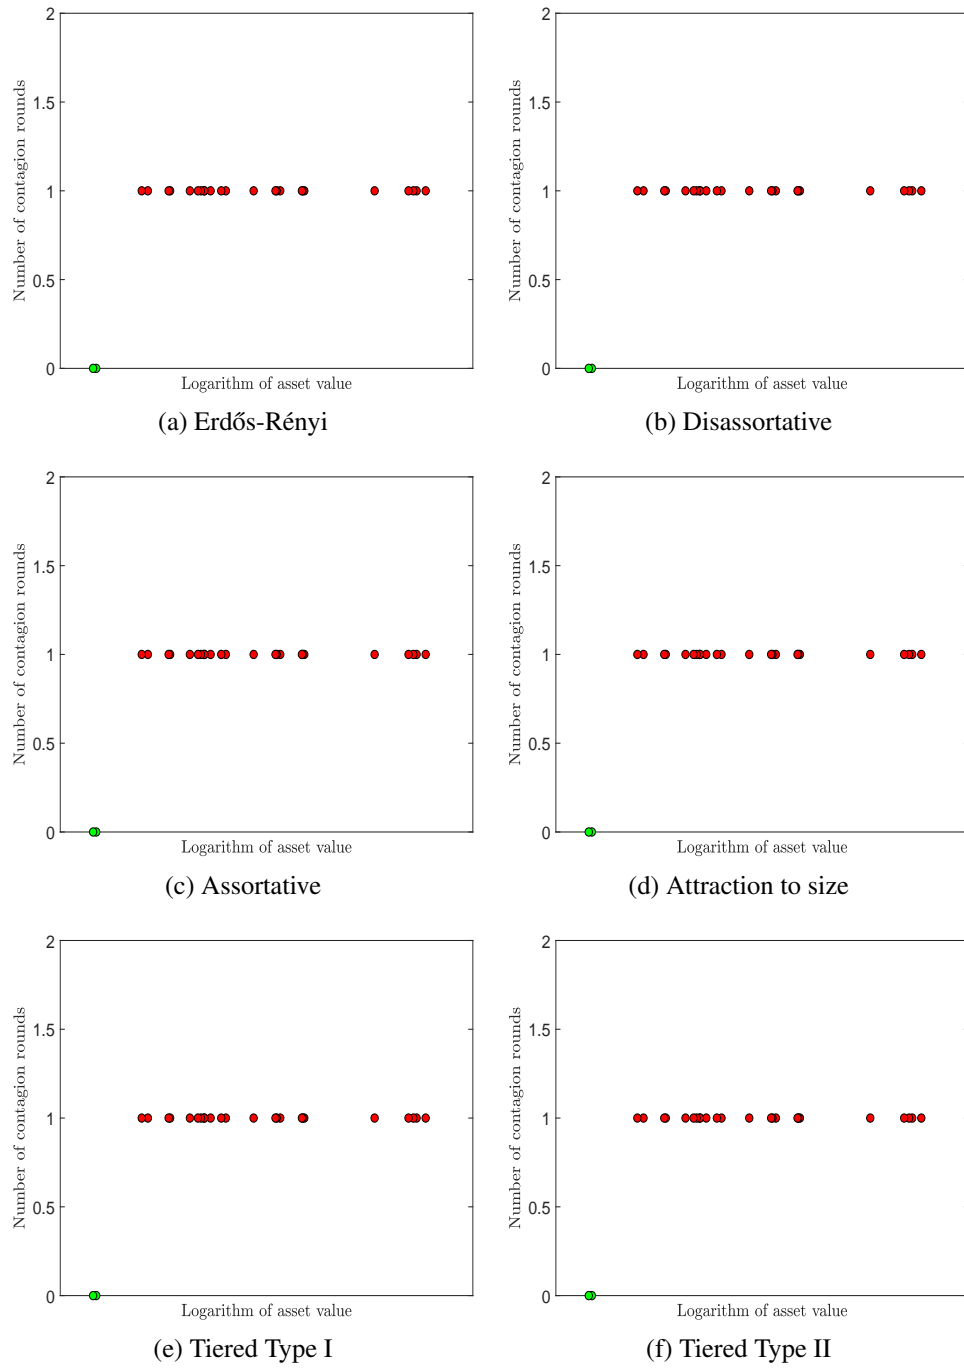 2
1.5
1
0.5
0
Number of contagion rounds
Logarithm of asset value
(a) Erdős-Rényi
2
1.5
1
0.5
0
Number of contagion rounds
Logarithm of asset value
(b) Disassortative
2
1.5
1
0.5
0
Number of contagion rounds
Logarithm of asset value
(c) Assortative
2
1.5
1
0.5
0
Number of contagion rounds
Logarithm of asset value
(d) Attraction to size
2
1.5
1
0.5
0
Number of contagion rounds
Logarithm of asset value
(e) Tiered Type I
2
1.5
1
0.5
0
Number of contagion rounds
Logarithm of asset value
(f) Tiered Type II